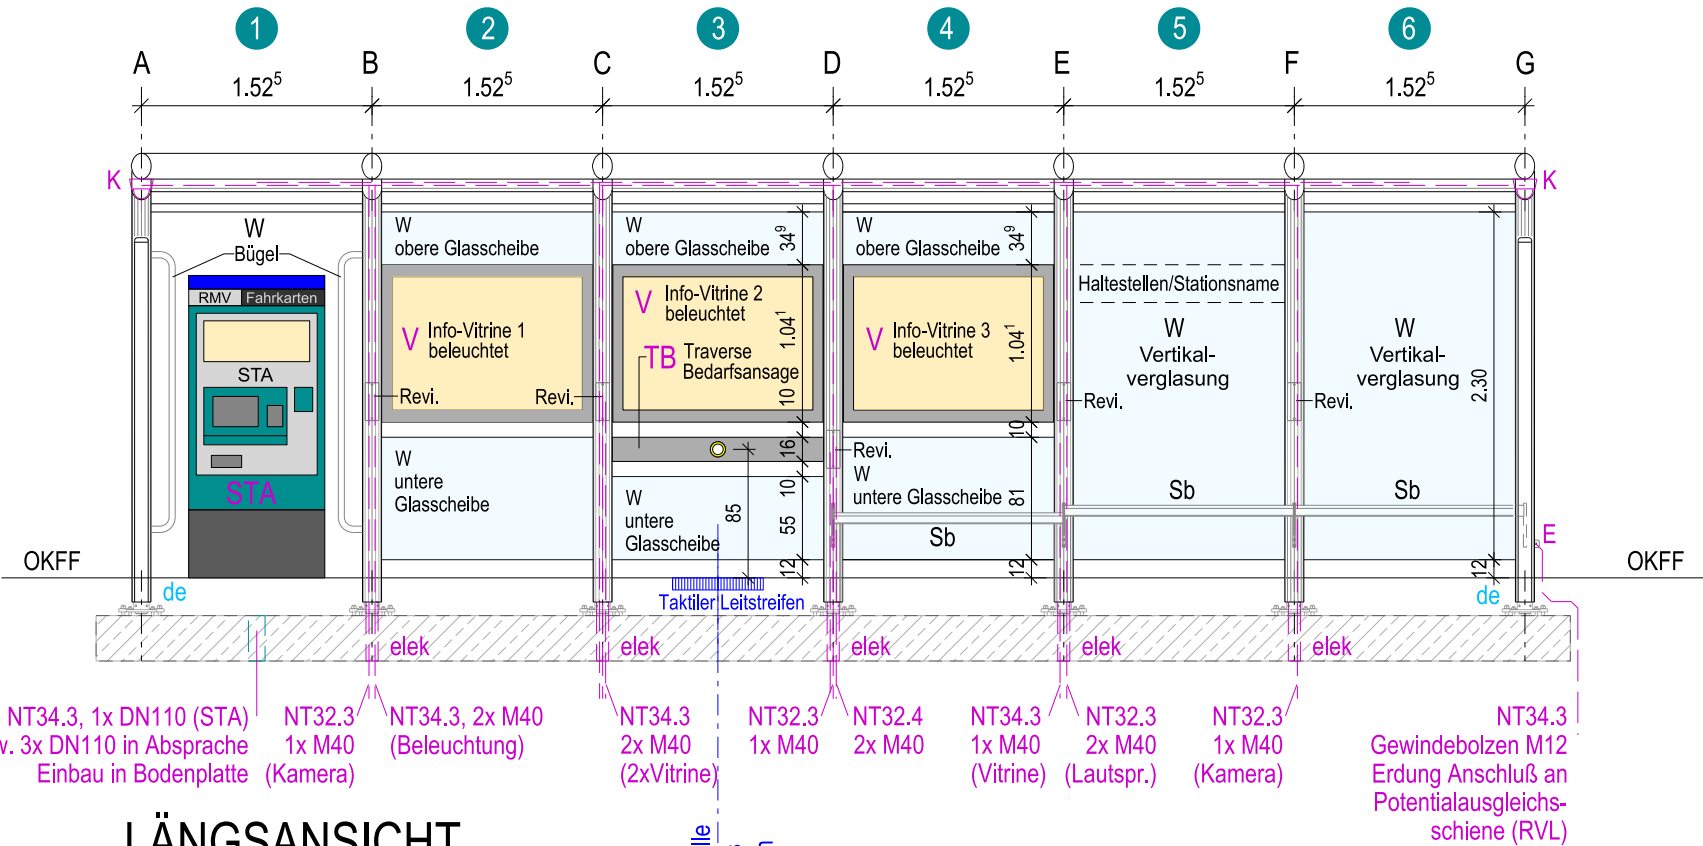 1 2 3 4 5 6
A B C D E F G
1.52⁵ 1.52⁵ 1.52⁵ 1.52⁵ 1.52⁵ 1.52⁵
K K
W
Bügel
RMV Fahrkarten
STA
STA
W
obere Glasscheibe
V Info-Vitrine 1
beleuchtet
Revi.
W
untere
Glasscheibe
Revi.
W
obere Glasscheibe
34⁹
V Info-Vitrine 2
beleuchtet
1.04¹
TB Traverse
Bedarfsansage
10
16
10
85
55
12
W
untere
Glasscheibe
Taktiler Leitstreifen
W
obere Glasscheibe
34⁹
V Info-Vitrine 3
beleuchtet
1.04¹
10
Revi.
W
untere Glasscheibe
81
Sb
12
Haltestellen/Stationsname
W
Vertikal-
verglasung
Revi.
Sb
W
Vertikal-
verglasung
Revi.
2.30
Sb
12
E
OKFF OKFF
de de
elek elek elek elek elek
NT34.3, 1x DN110 (STA)
w. 3x DN110 in Absprache
Einbau in Bodenplatte
NT32.3
1x M40
(Kamera)
NT34.3, 2x M40
(Beleuchtung)
NT34.3
2x M40
(2xVitrine)
NT32.3
1x M40
NT32.4
2x M40
NT34.3
1x M40
(Vitrine)
NT32.3
2x M40
(Lautspr.)
NT32.3
1x M40
(Kamera)
NT34.3
Gewindebolzen M12
Erdung Anschluß an
Potentialausgleichs-
schiene (RVL)
LÄNGSANSICHT